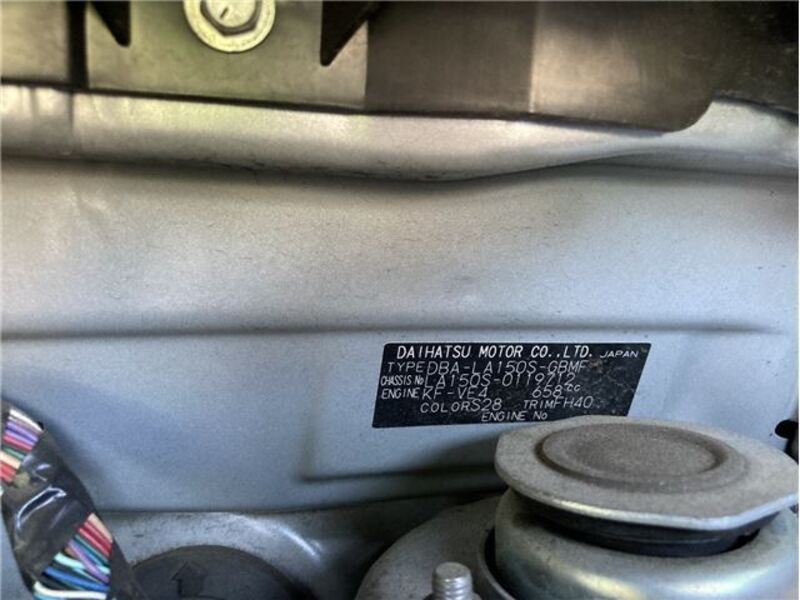 DAIHATSU MOTOR CO.,LTD. JAPAN
TYPE DBA-LA150S-GBMF
CHASSIS No LA150S-0119712
ENGINE KF-VE4 658cc
COLOR S28 TRIM FH40
ENGINE No